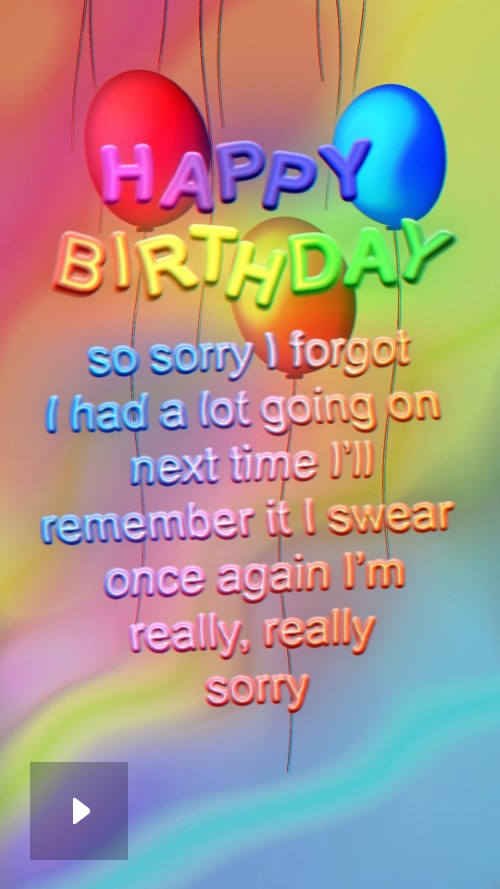 HAPPY
BIRTHDAY
so sorry I forgot
I had a lot going on
next time I'll
remember it I swear
once again I'm
really, really
sorry